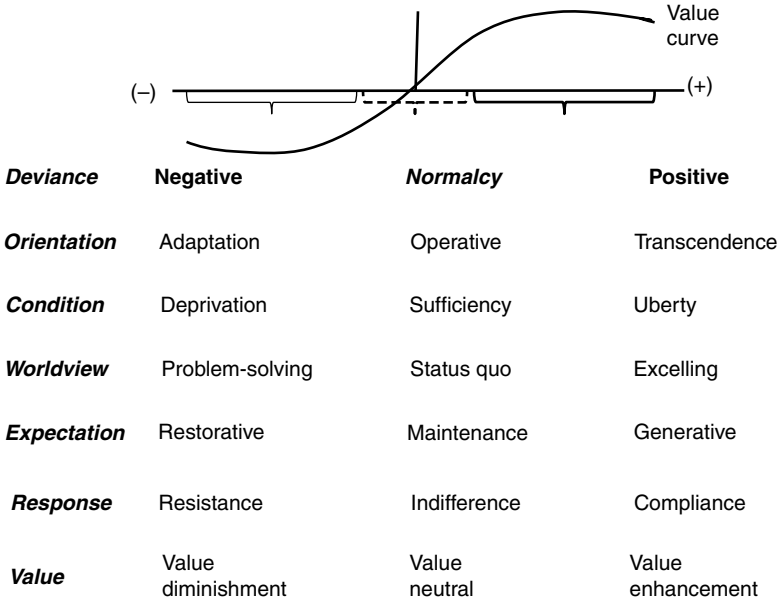 Value
curve
(–)
(+)
Deviance Negative Normalcy Positive
Orientation Adaptation Operative Transcendence
Condition Deprivation Sufficiency Uberty
Worldview Problem-solving Status quo Excelling
Expectation Restorative Maintenance Generative
Response Resistance Indifference Compliance
Value Value diminishment Value neutral Value enhancement